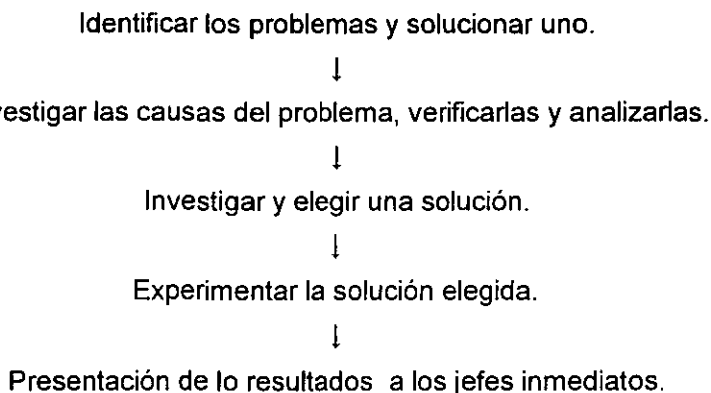 Identificar los problemas y solucionar uno.
↓
vestigar las causas del problema, verificarlas y analizarlas.
↓
Investigar y elegir una solución.
↓
Experimentar la solución elegida.
↓
Presentación de lo resultados a los jefes inmediatos.